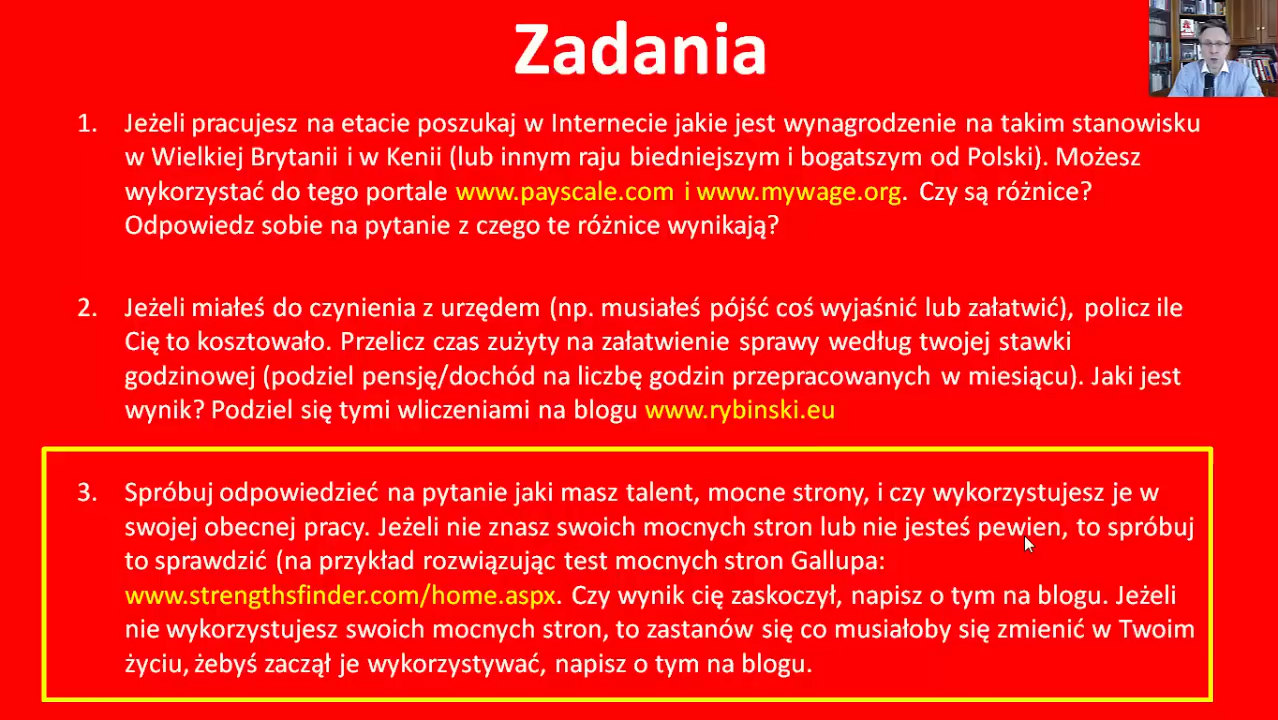 Zadania
1. Jeżeli pracujesz na etacie poszukaj w Internecie jakie jest wynagrodzenie na takim stanowisku
w Wielkiej Brytanii i w Kenii (lub innym raju biedniejszym i bogatszym od Polski). Możesz
wykorzystać do tego portale www.payscale.com i www.mywage.org. Czy są różnice?
Odpowiedz sobie na pytanie z czego te różnice wynikają?
2. Jeżeli miałeś do czynienia z urzędem (np. musiałeś pójść coś wyjaśnić lub załatwić), policz ile
Cię to kosztowało. Przelicz czas zużyty na załatwienie sprawy według twojej stawki
godzinowej (podziel pensję/dochód na liczbę godzin przepracowanych w miesiącu). Jaki jest
wynik? Podziel się tymi wliczeniami na blogu www.rybinski.eu
3. Spróbuj odpowiedzieć na pytanie jaki masz talent, mocne strony, i czy wykorzystujesz je w
swojej obecnej pracy. Jeżeli nie znasz swoich mocnych stron lub nie jesteś pewien, to spróbuj
to sprawdzić (na przykład rozwiązując test mocnych stron Gallupa:
www.strengthsfinder.com/home.aspx. Czy wynik cię zaskoczył, napisz o tym na blogu. Jeżeli
nie wykorzystujesz swoich mocnych stron, to zastanów się co musiałoby się zmienić w Twoim
życiu, żebyś zaczął je wykorzystywać, napisz o tym na blogu.